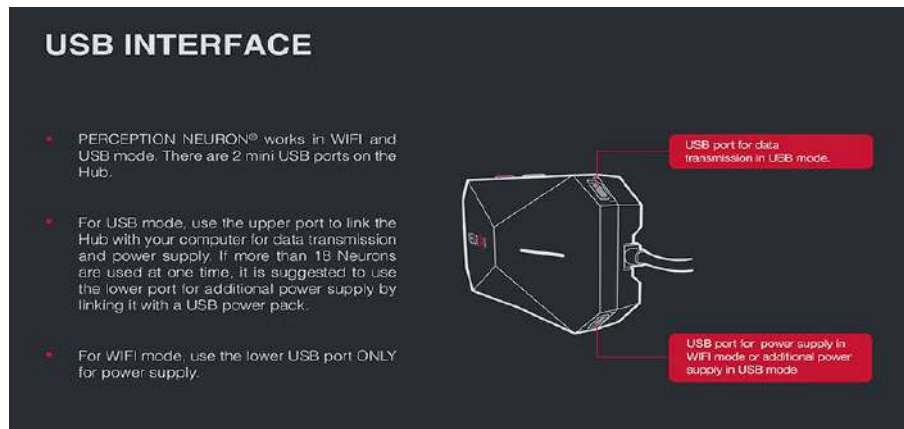 USB INTERFACE
PERCEPTION NEURON® works in WIFI and
USB mode. There are 2 mini USB ports on the
Hub.
For USB mode, use the upper port to link the
Hub with your computer for data transmission
and power supply. If more than 18 Neurons
are used at one time, it is suggested to use
the lower port for additional power supply by
linking it with a USB power pack.
For WIFI mode, use the lower USB port ONLY
for power supply.
USB port for data
transmission in USB mode.
USB port for power supply in
WIFI mode or additional power
supply in USB mode